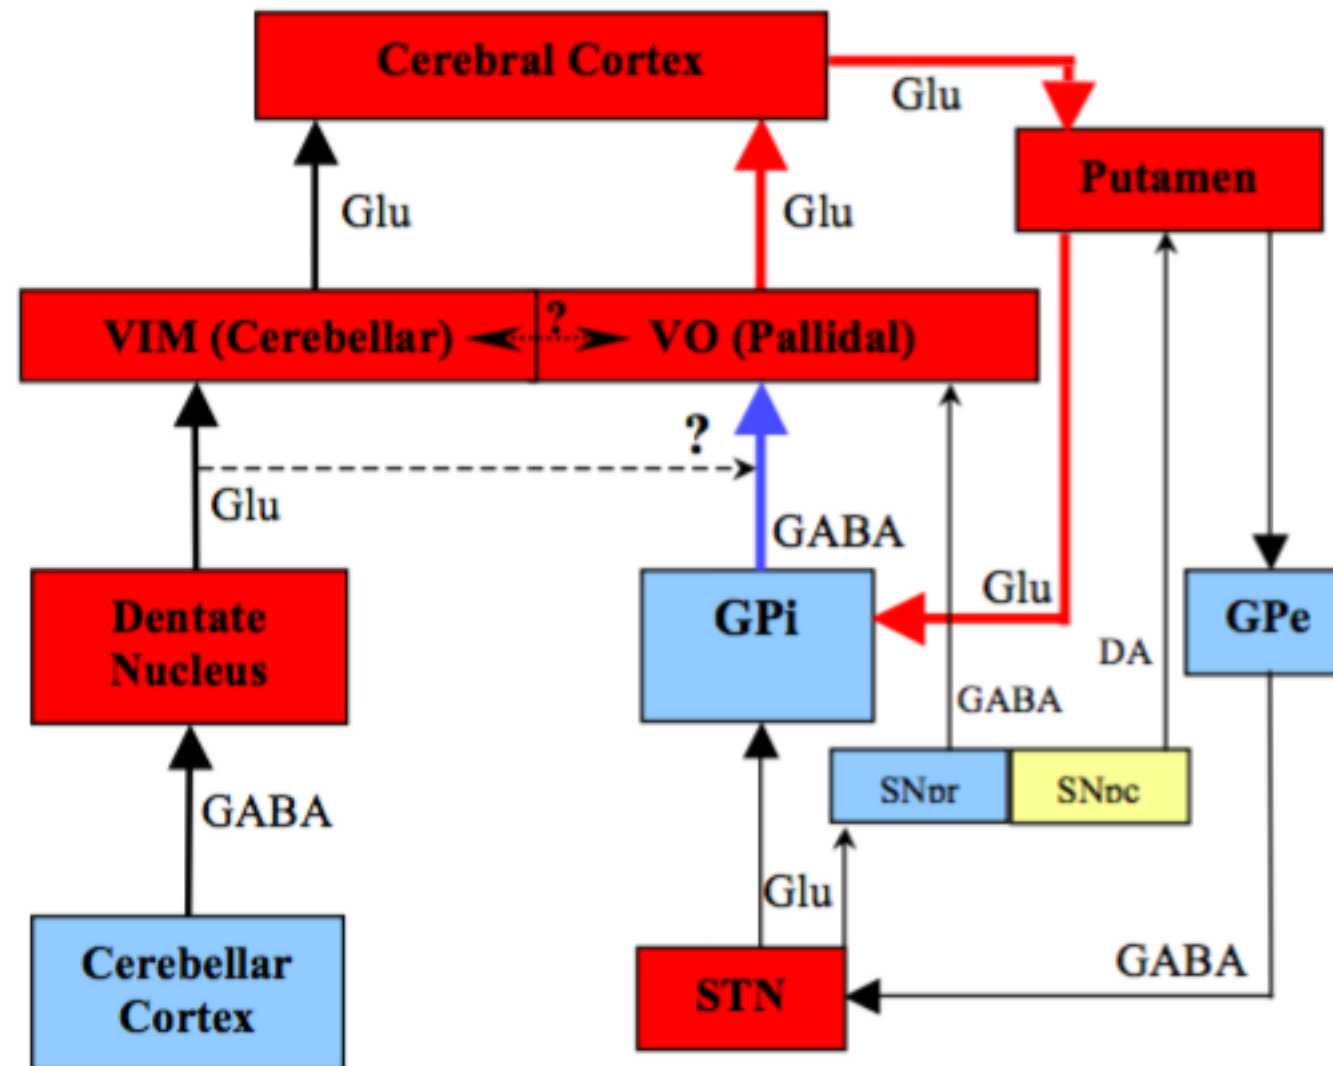 Cerebral Cortex
Glu
Putamen
Glu
Glu
VIM (Cerebellar)
?
VO (Pallidal)
?
Glu
GABA
Dentate
Nucleus
GPi
Glu
GPe
DA
GABA
GABA
SNpr
SNpc
Glu
Cerebellar
Cortex
STN
GABA